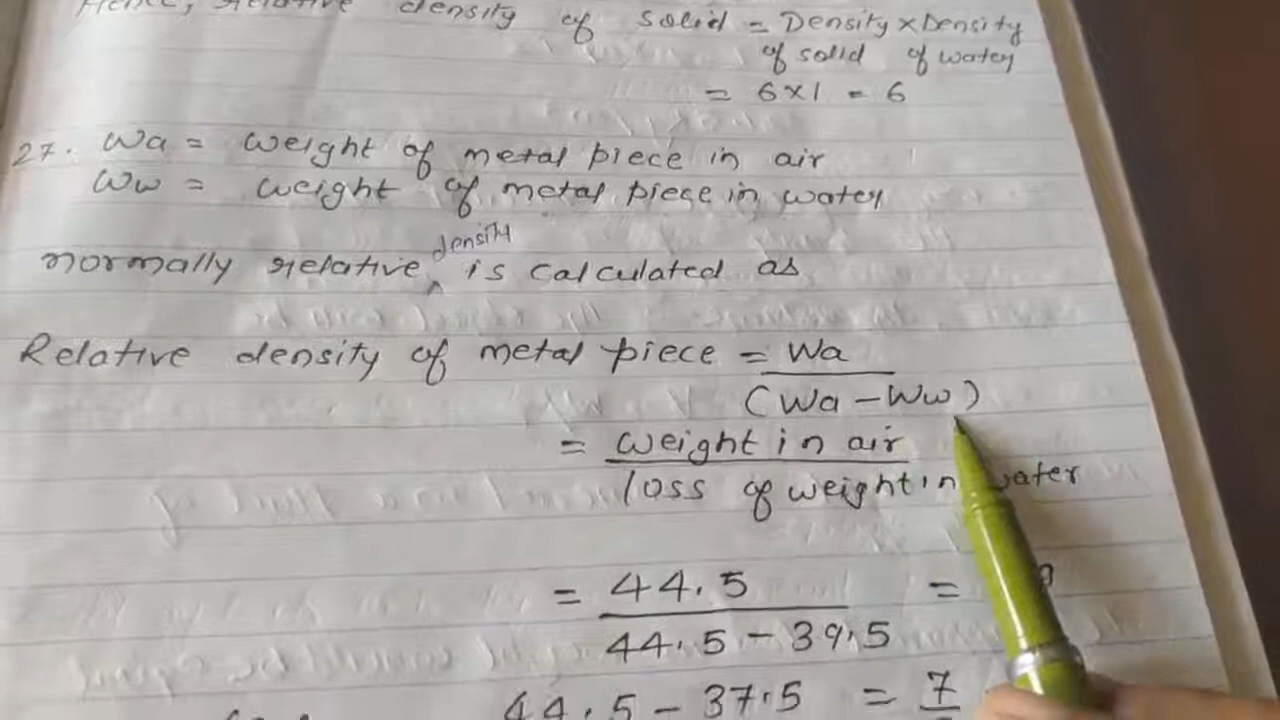 Hence, relative density of solid = Density × Density
of solid of water
= 6×1 = 6
27. Wa = weight of metal piece in air
Ww = weight of metal piece in water
density
normally relative ^ is calculated as
Relative density of metal piece = Wa
(Wa - Ww)
= weight in air
loss of weight in water
= 44.5 =
44.5 - 39.5
44.5 - 37.5 = 7